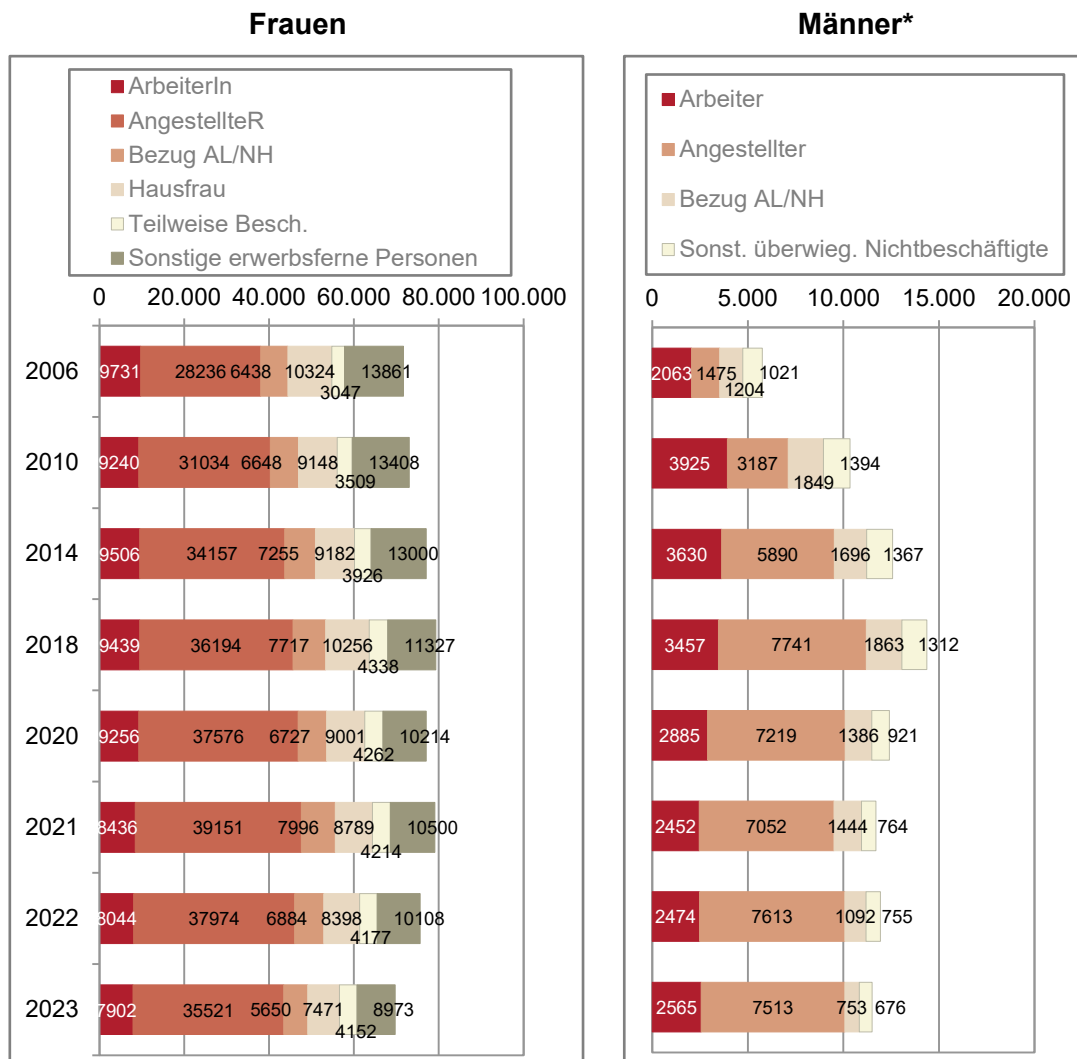 Frauen
Männer*
ArbeiterIn
AngestellteR
Bezug AL/NH
Hausfrau
Teilweise Besch.
Sonstige erwerbsferne Personen
Arbeiter
Angestellter
Bezug AL/NH
Sonst. überwieg. Nichtbeschäftigte
0 20.000 40.000 60.000 80.000 100.000
0 5.000 10.000 15.000 20.000
2006 9731 28236 6438 10324 3047 13861
2063 1475 1204 1021
2010 9240 31034 6648 9148 3509 13408
3925 3187 1849 1394
2014 9506 34157 7255 9182 3926 13000
3630 5890 1696 1367
2018 9439 36194 7717 10256 4338 11327
3457 7741 1863 1312
2020 9256 37576 6727 9001 4262 10214
2885 7219 1386 921
2021 8436 39151 7996 8789 4214 10500
2452 7052 1444 764
2022 8044 37974 6884 8398 4177 10108
2474 7613 1092 755
2023 7902 35521 5650 7471 4152 8973
2565 7513 753 676